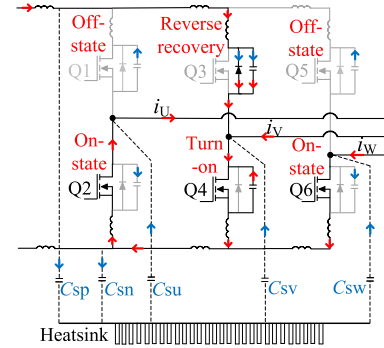 Off-state
Reverse recovery
Off-state
Q1
Q3
Q5
iU
iV
iW
On-state
Turn-on
On-state
Q2
Q4
Q6
Csp
Csn
Csu
Csv
Csw
Heatsink